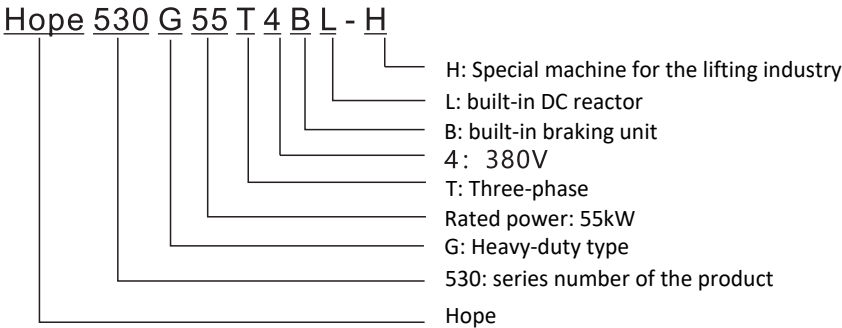 Hope 530 G 55 T 4 B L - H
H: Special machine for the lifting industry
L: built-in DC reactor
B: built-in braking unit
4: 380V
T: Three-phase
Rated power: 55kW
G: Heavy-duty type
530: series number of the product
Hope